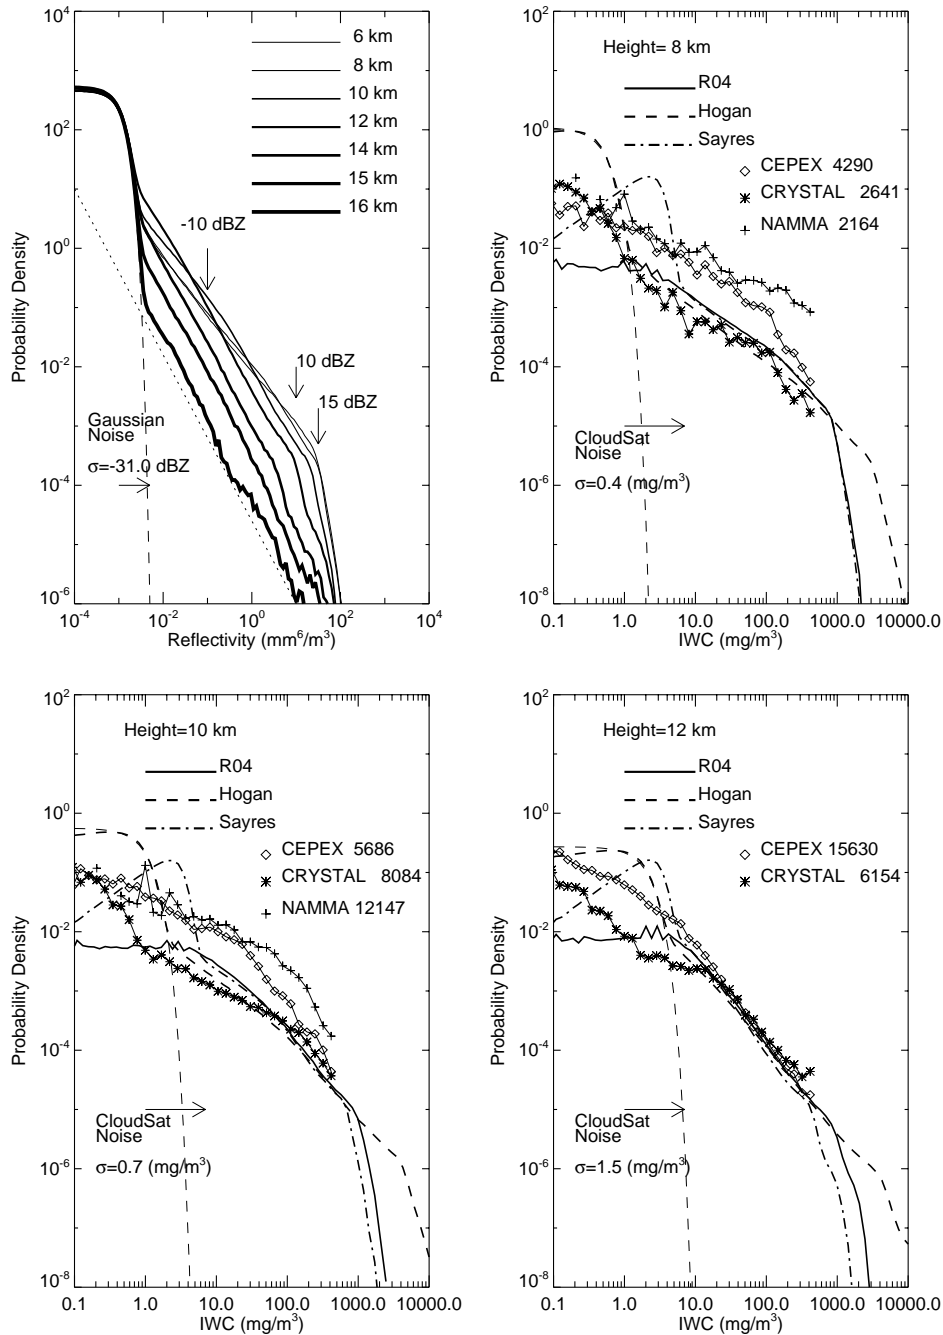 10^4
10^2
10^0
10^-2
10^-4
10^-6
Probability Density
6 km
8 km
10 km
12 km
14 km
15 km
16 km
-10 dBZ
10 dBZ
15 dBZ
Gaussian
Noise
σ=-31.0 dBZ
10^-4 10^-2 10^0 10^2 10^4
Reflectivity (mm^6/m^3)
10^2
10^0
10^-2
10^-4
10^-6
10^-8
Probability Density
Height= 8 km
R04
Hogan
Sayres
CEPEX 4290
CRYSTAL 2641
NAMMA 2164
CloudSat
Noise
σ=0.4 (mg/m^3)
0.1 1.0 10.0 100.0 1000.0 10000.0
IWC (mg/m^3)
10^2
10^0
10^-2
10^-4
10^-6
10^-8
Probability Density
Height=10 km
R04
Hogan
Sayres
CEPEX 5686
CRYSTAL 8084
NAMMA 12147
CloudSat
Noise
σ=0.7 (mg/m^3)
0.1 1.0 10.0 100.0 1000.0 10000.0
IWC (mg/m^3)
10^2
10^0
10^-2
10^-4
10^-6
10^-8
Probability Density
Height=12 km
R04
Hogan
Sayres
CEPEX 15630
CRYSTAL 6154
CloudSat
Noise
σ=1.5 (mg/m^3)
0.1 1.0 10.0 100.0 1000.0 10000.0
IWC (mg/m^3)